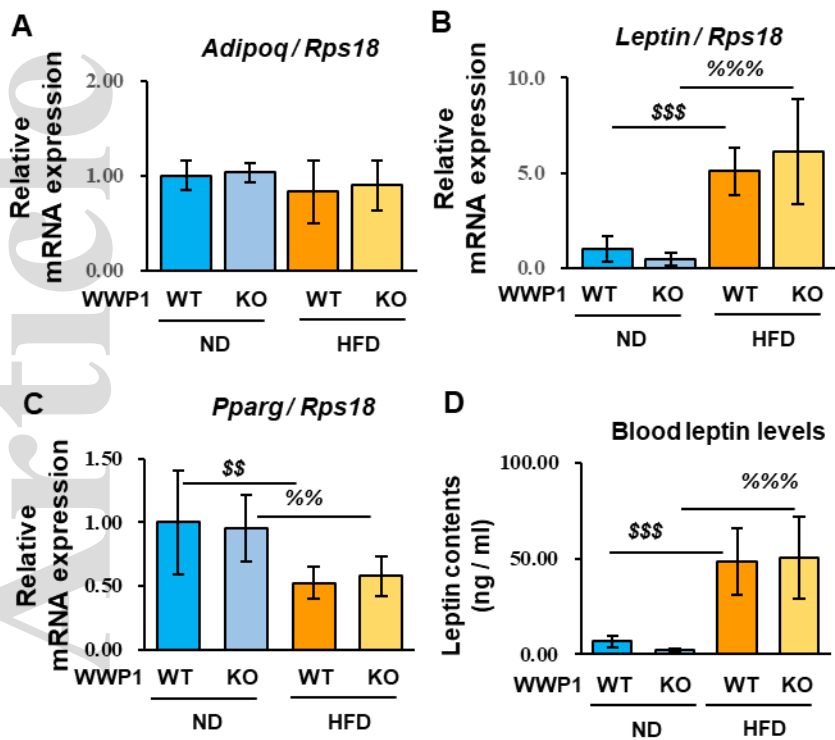 Article
A
Adipoq / Rps18
Relative
mRNA expression
2.00
1.00
0.00
WWP1 WT KO WT KO
ND HFD
B
Leptin / Rps18
Relative
mRNA expression
10.0
5.0
0.0
$$$
%%%
WWP1 WT KO WT KO
ND HFD
C
Pparg / Rps18
Relative
mRNA expression
1.50
1.00
0.50
0.00
$$
%%
WWP1 WT KO WT KO
ND HFD
D
Blood leptin levels
Leptin contents
(ng / ml)
100.00
50.00
0.00
$$$
%%%
WWP1 WT KO WT KO
ND HFD